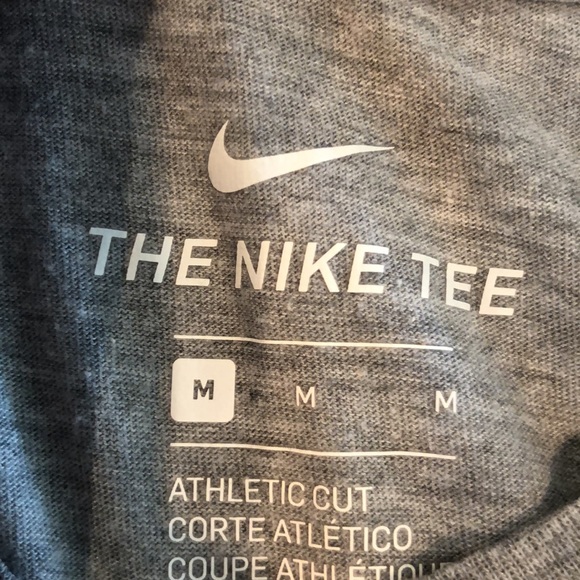 THE NIKE TEE
M M M
ATHLETIC CUT
CORTE ATLÉTICO
COUPE ATHLÉTIQUE